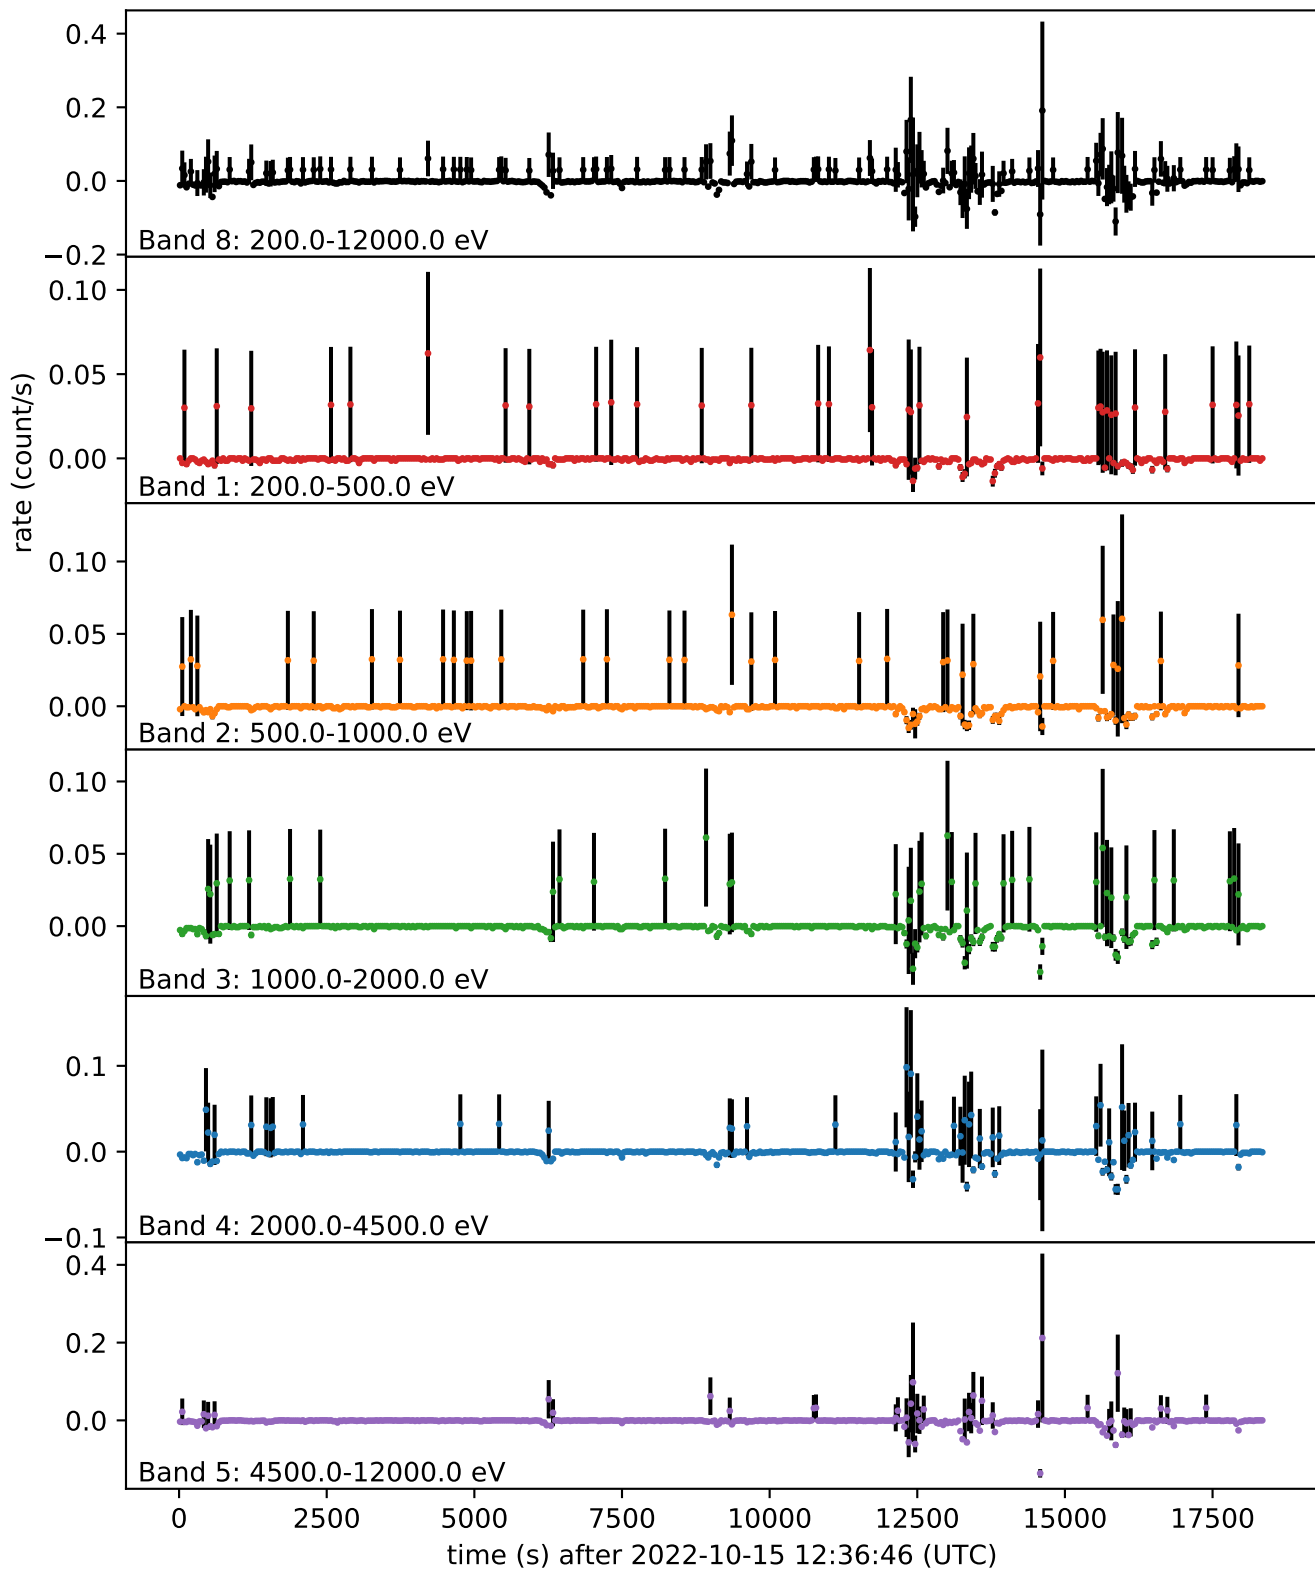 0.4
0.2
0.0
−0.2
Band 8: 200.0-12000.0 eV
0.10
0.05
0.00
Band 1: 200.0-500.0 eV
rate (count/s)
0.10
0.05
0.00
Band 2: 500.0-1000.0 eV
0.10
0.05
0.00
Band 3: 1000.0-2000.0 eV
0.1
0.0
−0.1
Band 4: 2000.0-4500.0 eV
0.4
0.2
0.0
Band 5: 4500.0-12000.0 eV
0 2500 5000 7500 10000 12500 15000 17500
time (s) after 2022-10-15 12:36:46 (UTC)